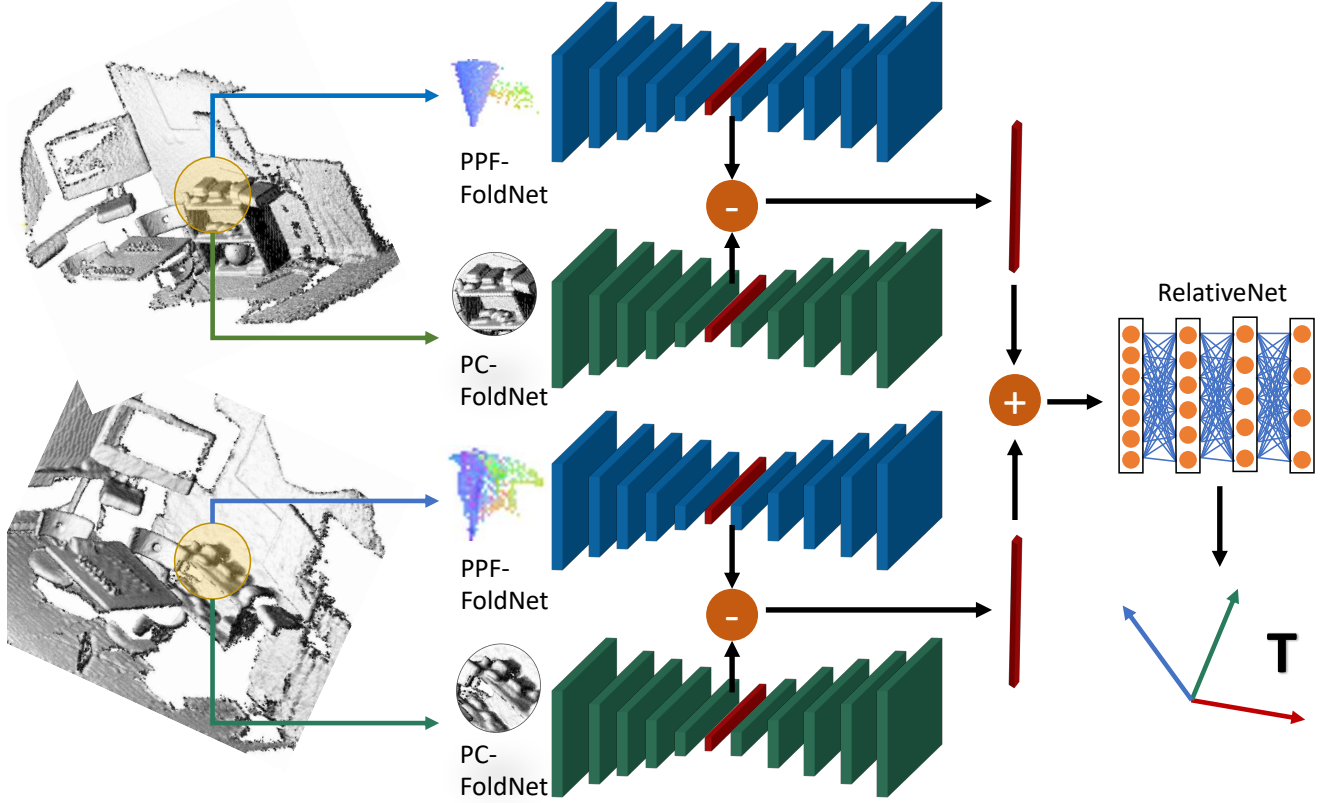 PPF-
FoldNet
-
PC-
FoldNet
RelativeNet
+
PPF-
FoldNet
-
PC-
FoldNet
T